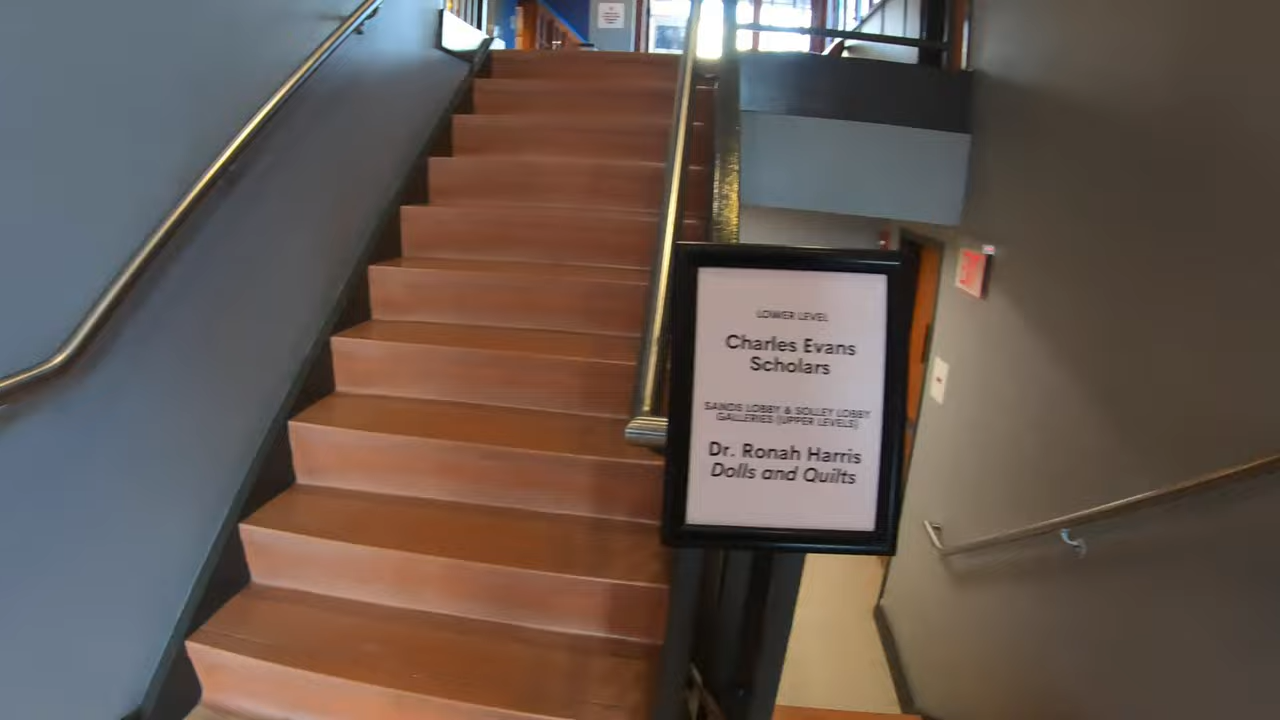 LOWER LEVEL
Charles Evans
Scholars
SANDS LOBBY & SOLLEY LOBBY
GALLERIES (UPPER LEVELS)
Dr. Ronah Harris
Dolls and Quilts